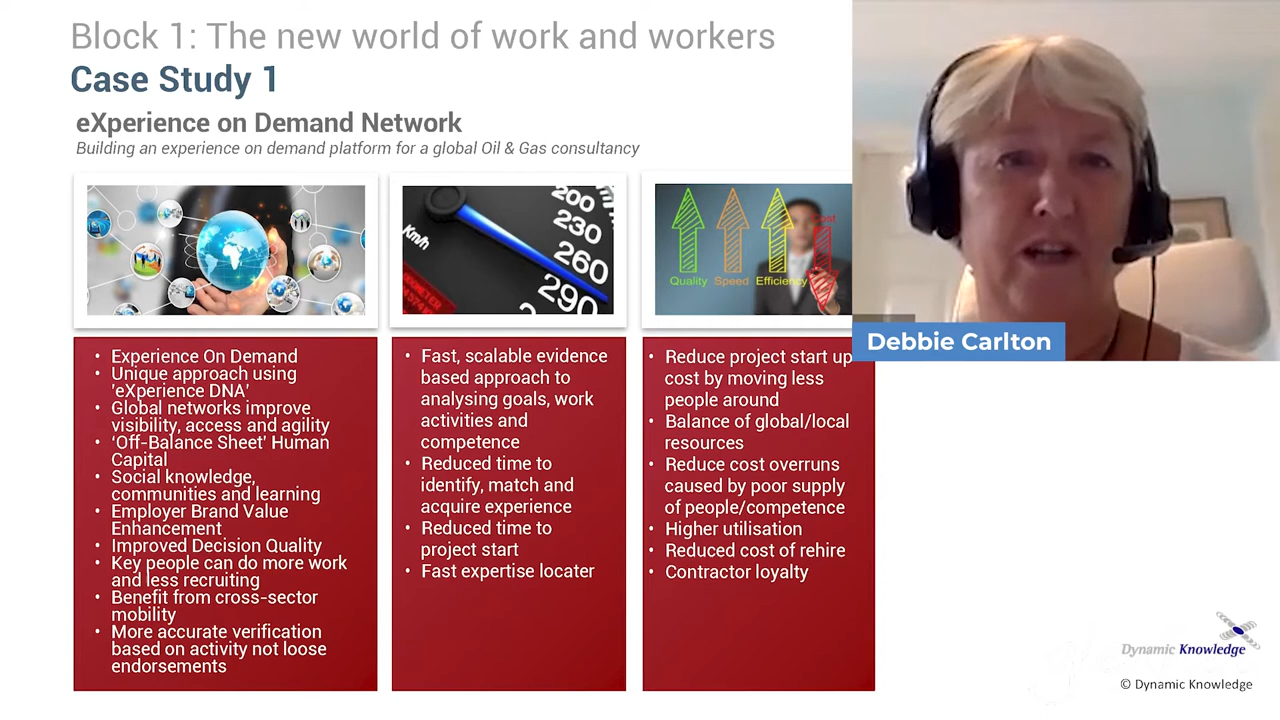 Block 1: The new world of work and workers
Case Study 1
eXperience on Demand Network
Building an experience on demand platform for a global Oil & Gas consultancy
Km/h
200
230
260
290
Quality
Speed
Efficiency
Debbie Carlton
• Experience On Demand
• Unique approach using
'eXperience DNA'
• Global networks improve
visibility, access and agility
• ‘Off-Balance Sheet’ Human
Capital
• Social knowledge,
communities and learning
• Employer Brand Value
Enhancement
• Improved Decision Quality
• Key people can do more work
and less recruiting
• Benefit from cross-sector
mobility
• More accurate verification
based on activity not loose
endorsements
• Fast, scalable evidence
based approach to
analysing goals, work
activities and
competence
• Reduced time to
identify, match and
acquire experience
• Reduced time to
project start
• Fast expertise locater
• Reduce project start up
cost by moving less
people around
• Balance of global/local
resources
• Reduce cost overruns
caused by poor supply
of people/competence
• Higher utilisation
• Reduced cost of rehire
• Contractor loyalty
Dynamic Knowledge
© Dynamic Knowledge